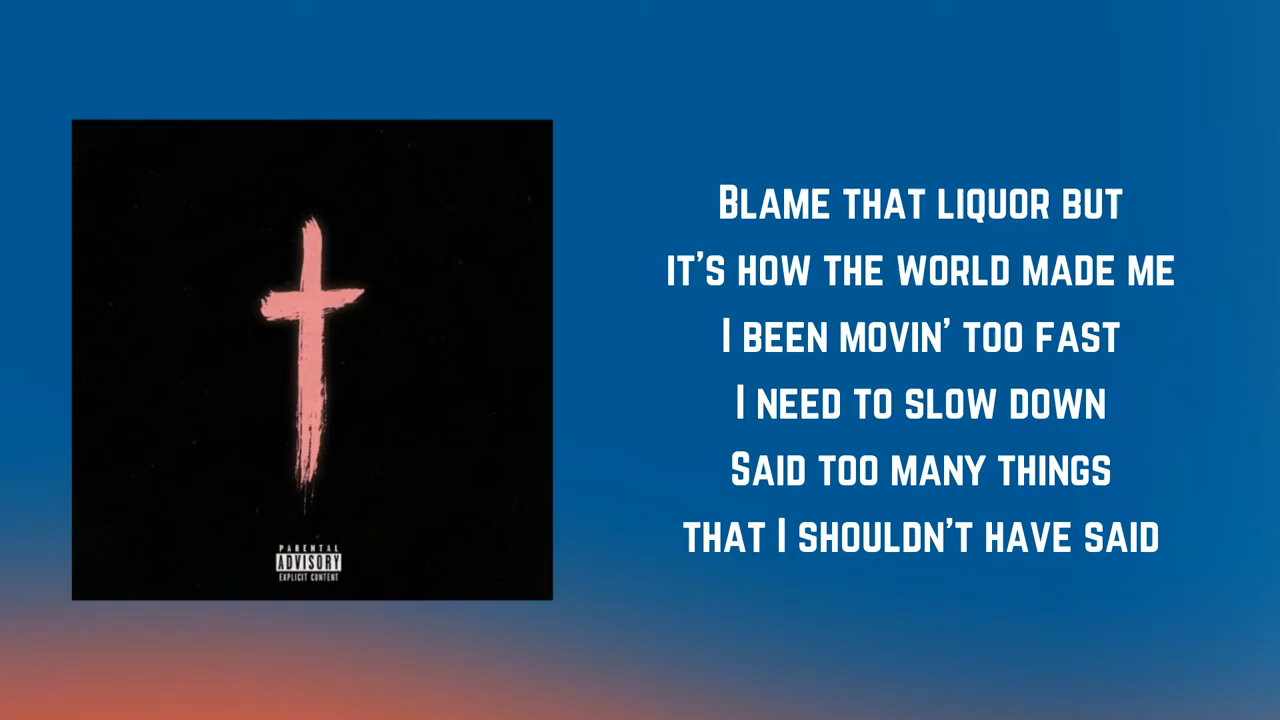 Blame that liquor but
it's how the world made me
I been movin' too fast
I need to slow down
Said too many things
that I shouldn't have said
PARENTAL
ADVISORY
EXPLICIT CONTENT